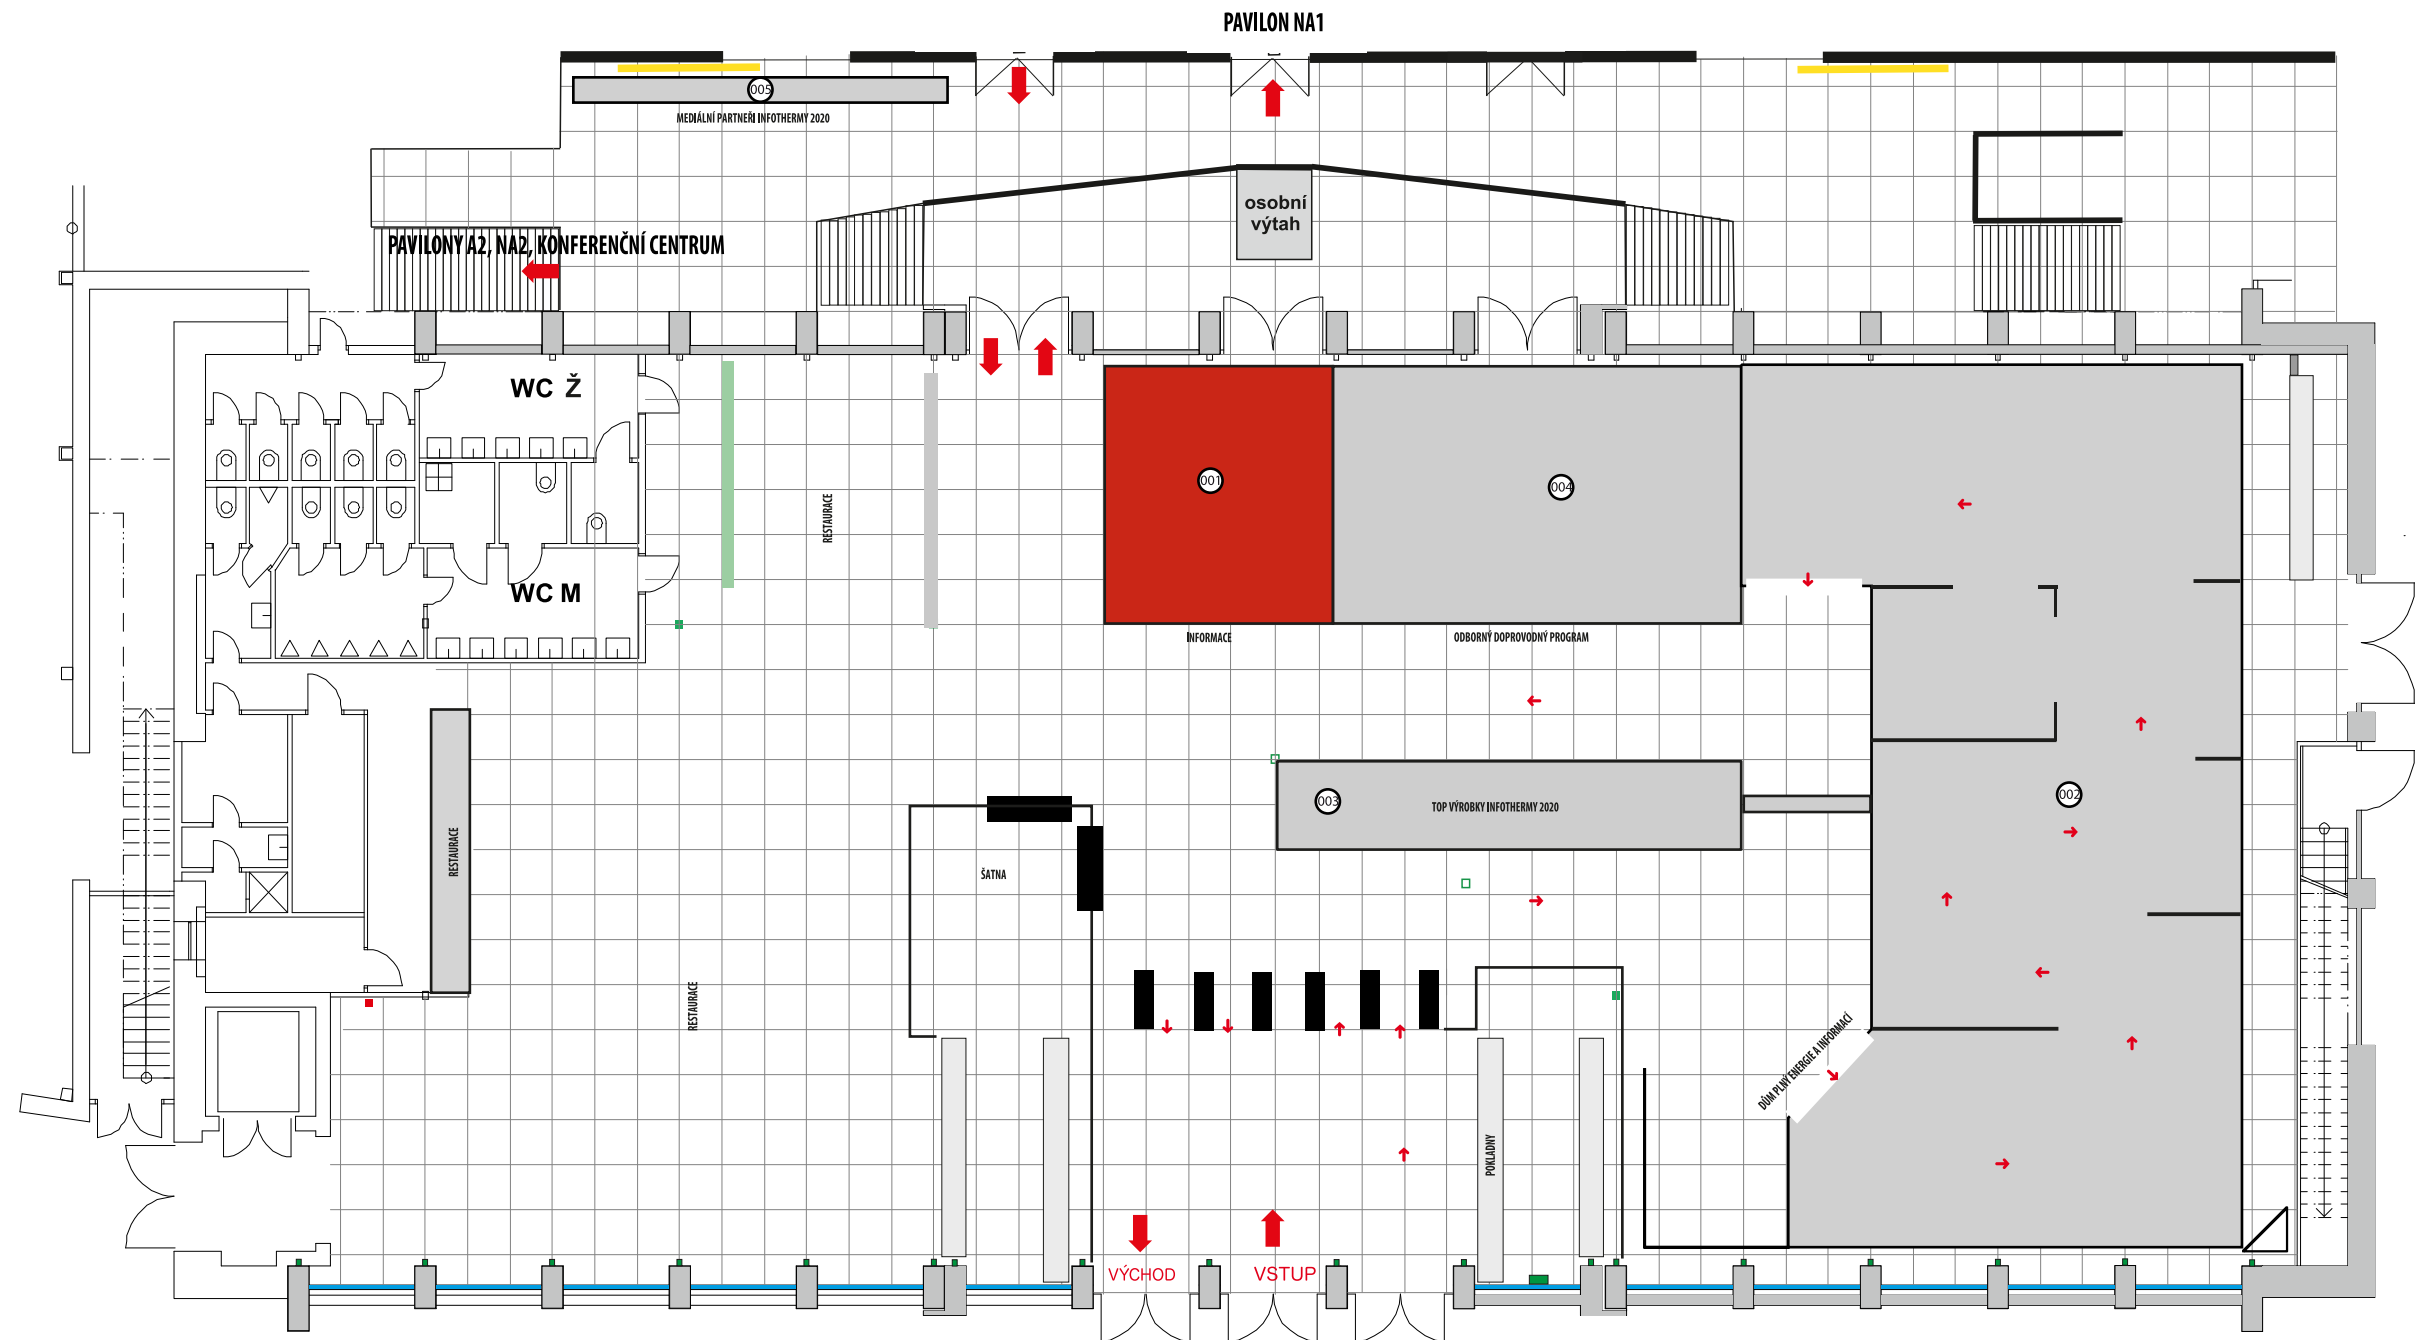 PAVILON NA1
005
MEDIÁLNÍ PARTNEŘI INFOTHERMY 2020
osobní
výtah
PAVILONY A2, NA2, KONFERENČNÍ CENTRUM
WC Ž
001
004
RESTAURACE
WC M
INFORMACE
ODBORNÝ DOPROVODNÝ PROGRAM
003
TOP VÝROBKY INFOTHERMY 2020
002
RESTAURACE
ŠATNA
RESTAURACE
DŮM PLNÝ ENERGIE A INFORMACÍ
POKLADNY
VÝCHOD
VSTUP